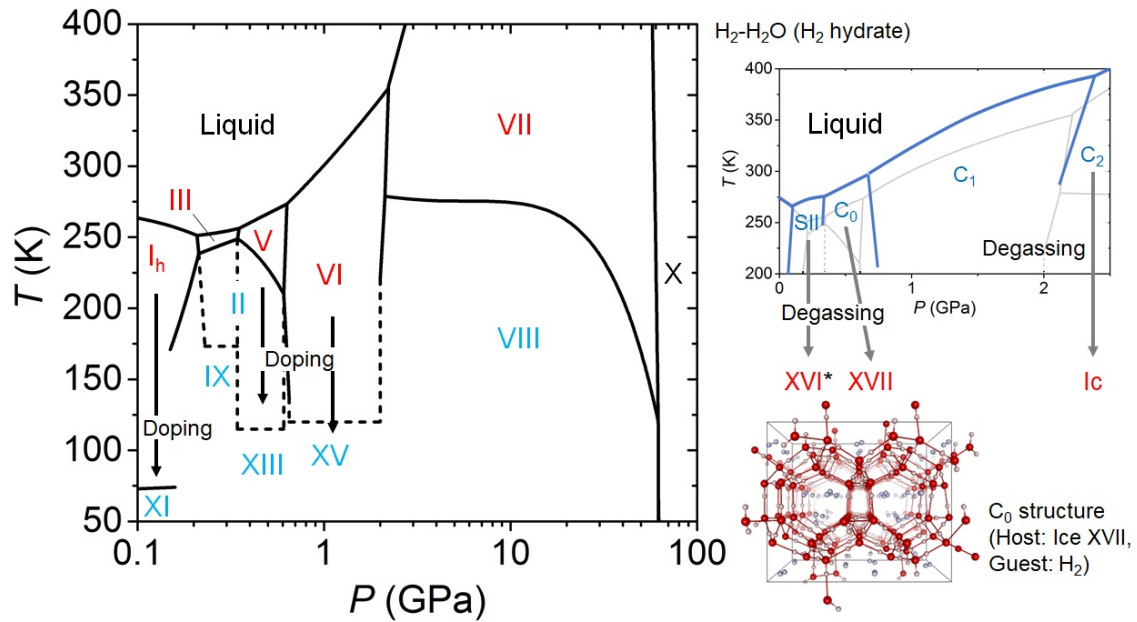 400
350
300
250
200
150
100
50
T (K)
0.1
1
10
100
P (GPa)
Liquid
III
Ih
V
VI
VII
II
IX
Doping
Doping
XI
XIII
XV
VIII
X
H2-H2O (H2 hydrate)
400
350
300
250
200
T (K)
0
1
2
P (GPa)
Liquid
SII
C0
C1
C2
Degassing
Degassing
XVI*
XVII
Ic
C0 structure
(Host: Ice XVII,
Guest: H2)